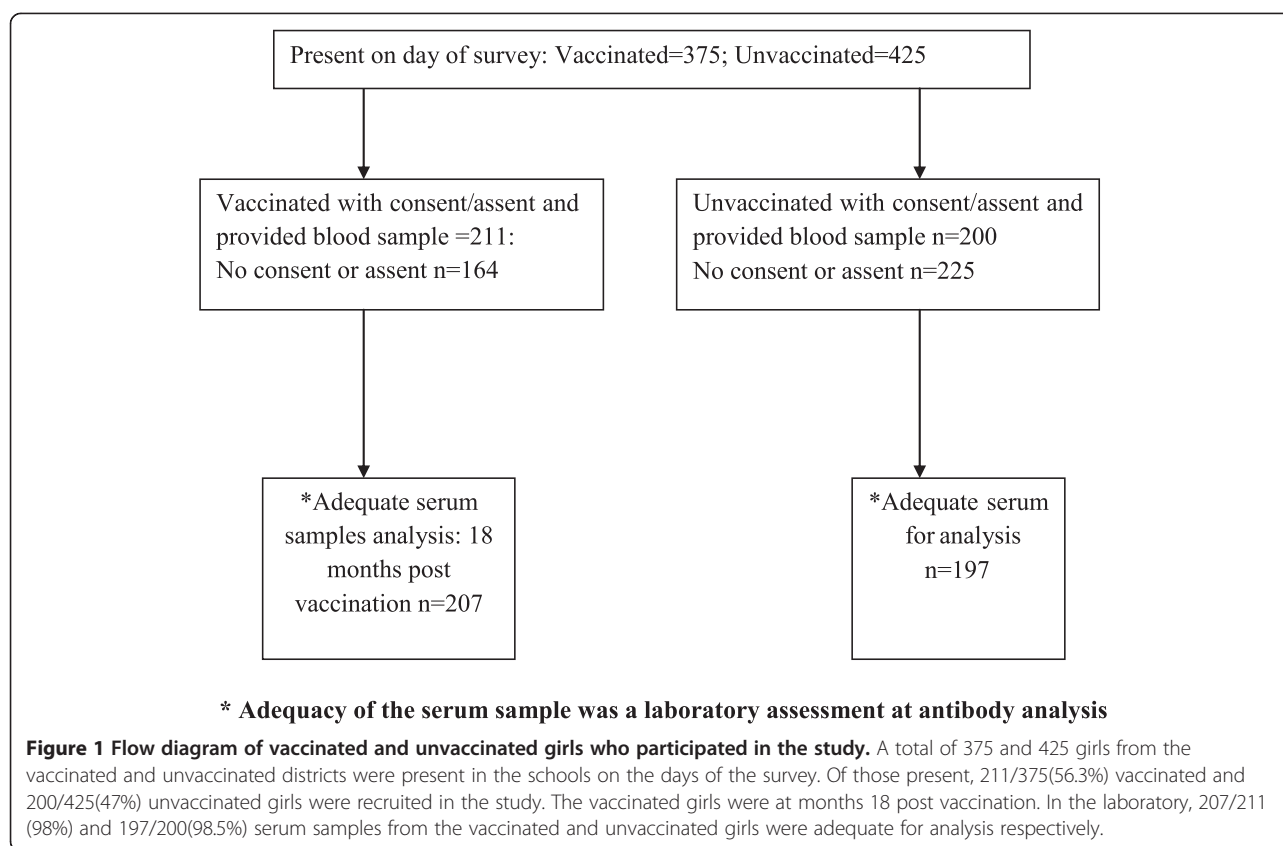 Present on day of survey: Vaccinated=375; Unvaccinated=425
Vaccinated with consent/assent and
provided blood sample =211:
No consent or assent n=164
Unvaccinated with consent/assent and
provided blood sample n=200
No consent or assent n=225
*Adequate serum
samples analysis: 18
months post
vaccination n=207
*Adequate serum
for analysis
n=197
* Adequacy of the serum sample was a laboratory assessment at antibody analysis
Figure 1 Flow diagram of vaccinated and unvaccinated girls who participated in the study. A total of 375 and 425 girls from the
vaccinated and unvaccinated districts were present in the schools on the days of the survey. Of those present, 211/375(56.3%) vaccinated and
200/425(47%) unvaccinated girls were recruited in the study. The vaccinated girls were at months 18 post vaccination. In the laboratory, 207/211
(98%) and 197/200(98.5%) serum samples from the vaccinated and unvaccinated girls were adequate for analysis respectively.